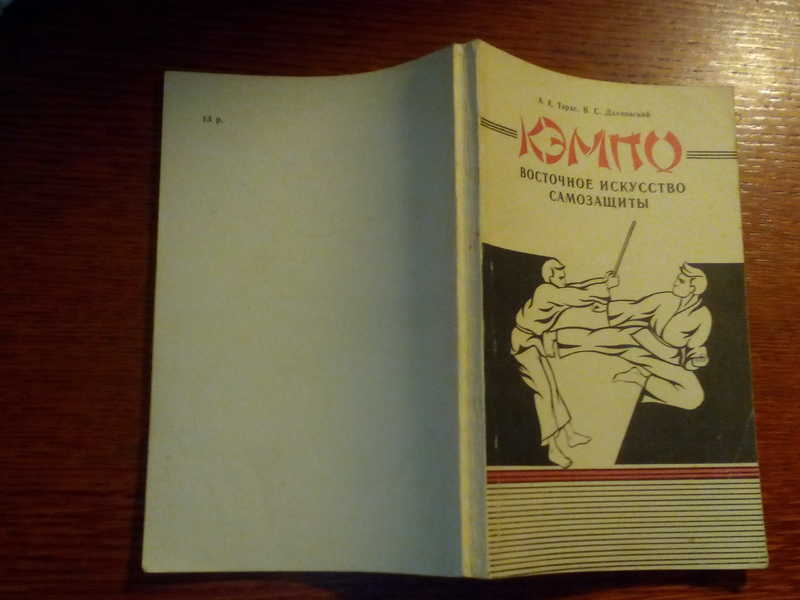 13 р.
А. Е. Тарас, В. С. Дахновский
КЭМПО
ВОСТОЧНОЕ ИСКУССТВО
САМОЗАЩИТЫ